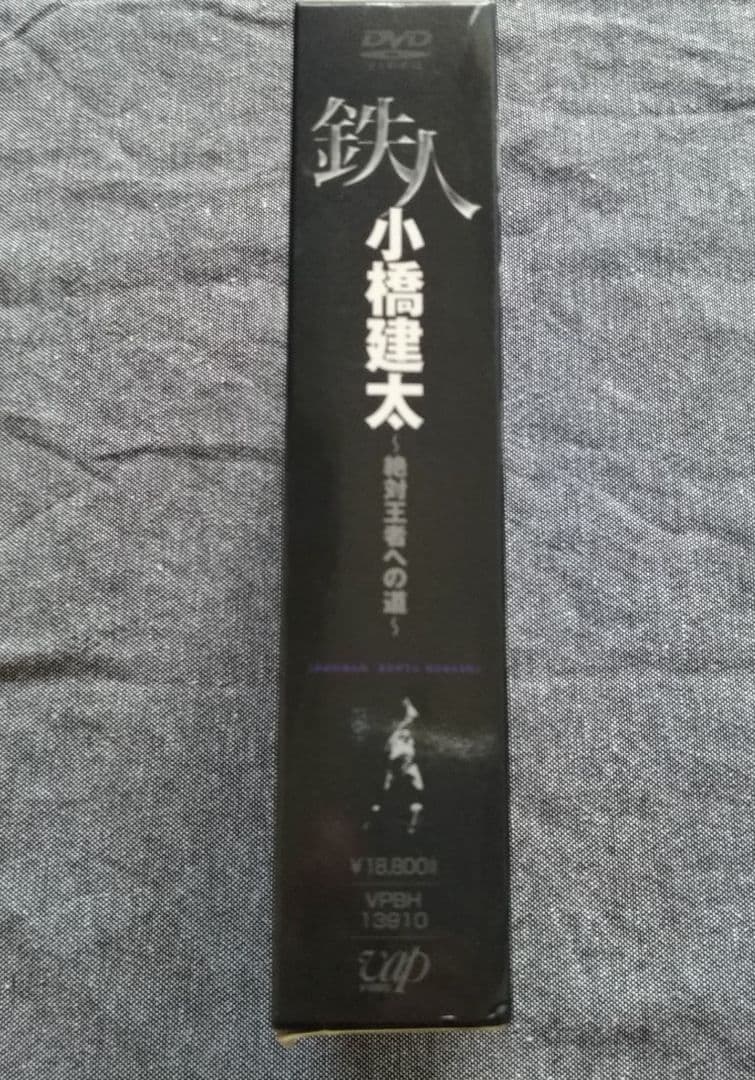 DVD
VIDEO
鉄人
小橋建太
～絶対王者への道～
¥18,800
VPBH
13910
vap